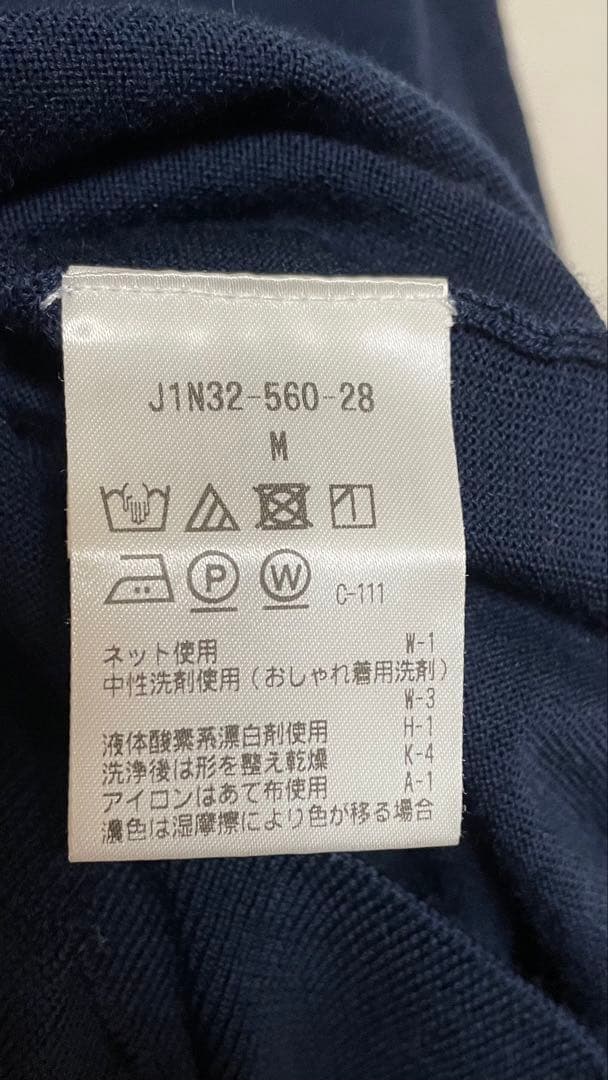 J1N32-560-28
M
P W C-111
ネット使用 W-1
中性洗剤使用(おしゃれ着用洗剤)
W-3
液体酸素系漂白剤使用 H-1
洗浄後は形を整え乾燥 K-4
アイロンはあて布使用 A-1
濃色は湿摩擦により色が移る場合